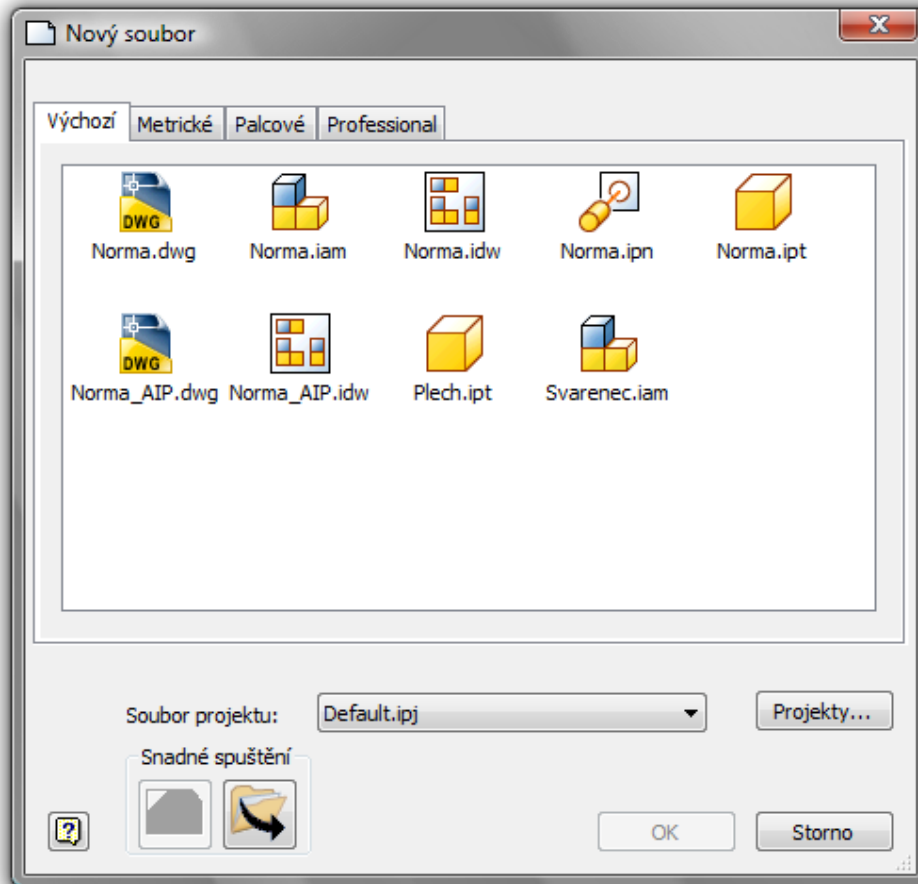 Nový soubor
Výchozí Metrické Palcové Professional
DWG
Norma.dwg Norma.iam Norma.idw Norma.ipn Norma.ipt
DWG
Norma_AIP.dwg Norma_AIP.idw Plech.ipt Svarenec.iam
Soubor projektu: Default.ipj Projekty...
Snadné spuštění
OK Storno